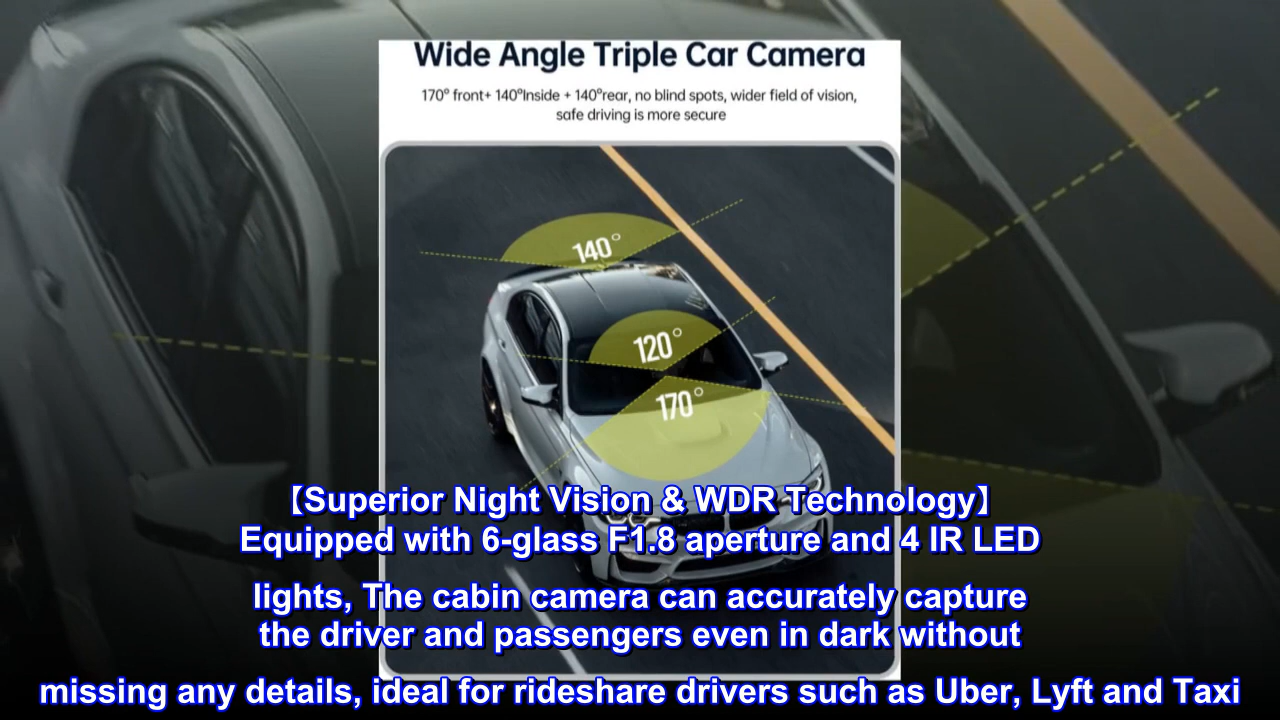 Wide Angle Triple Car Camera
170° front+ 140°Inside + 140°rear, no blind spots, wider field of vision,
safe driving is more secure
140°
120°
170°
【Superior Night Vision & WDR Technology】
Equipped with 6-glass F1.8 aperture and 4 IR LED
lights, The cabin camera can accurately capture
the driver and passengers even in dark without
missing any details, ideal for rideshare drivers such as Uber, Lyft and Taxi